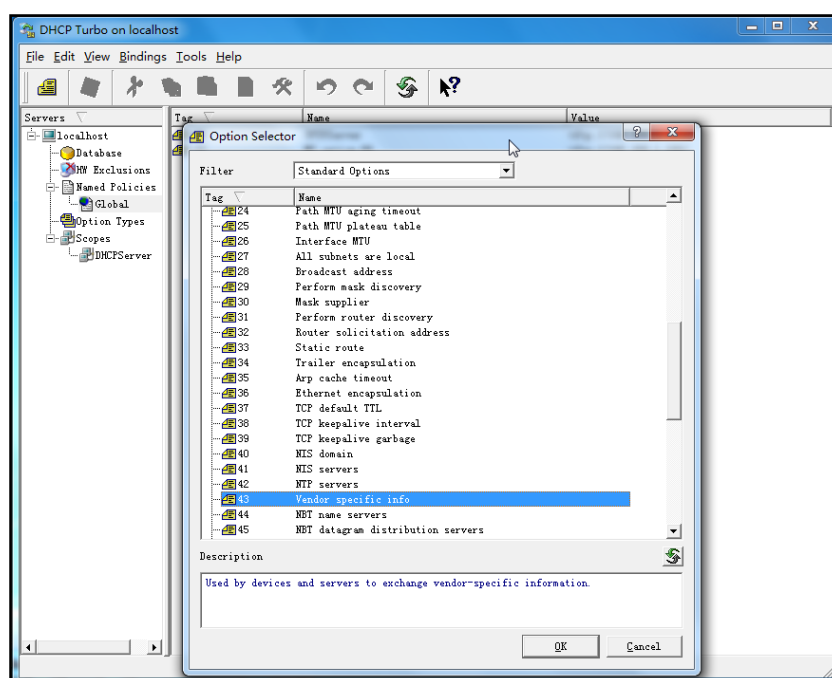 DHCP Turbo on localhost
File Edit View Bindings Tools Help
Servers
Tag Name Value
localhost
Database
HW Exclusions
Named Policies
Global
Option Types
Scopes
DHCPServer
Option Selector
Filter Standard Options
Tag Name
24 Path MTU aging timeout
25 Path MTU plateau table
26 Interface MTU
27 All subnets are local
28 Broadcast address
29 Perform mask discovery
30 Mask supplier
31 Perform router discovery
32 Router solicitation address
33 Static route
34 Trailer encapsulation
35 Arp cache timeout
36 Ethernet encapsulation
37 TCP default TTL
38 TCP keepalive interval
39 TCP keepalive garbage
40 NIS domain
41 NIS servers
42 NTP servers
43 Vendor specific info
44 NBT name servers
45 NBT datagram distribution servers
Description
Used by devices and servers to exchange vendor-specific information.
OK Cancel